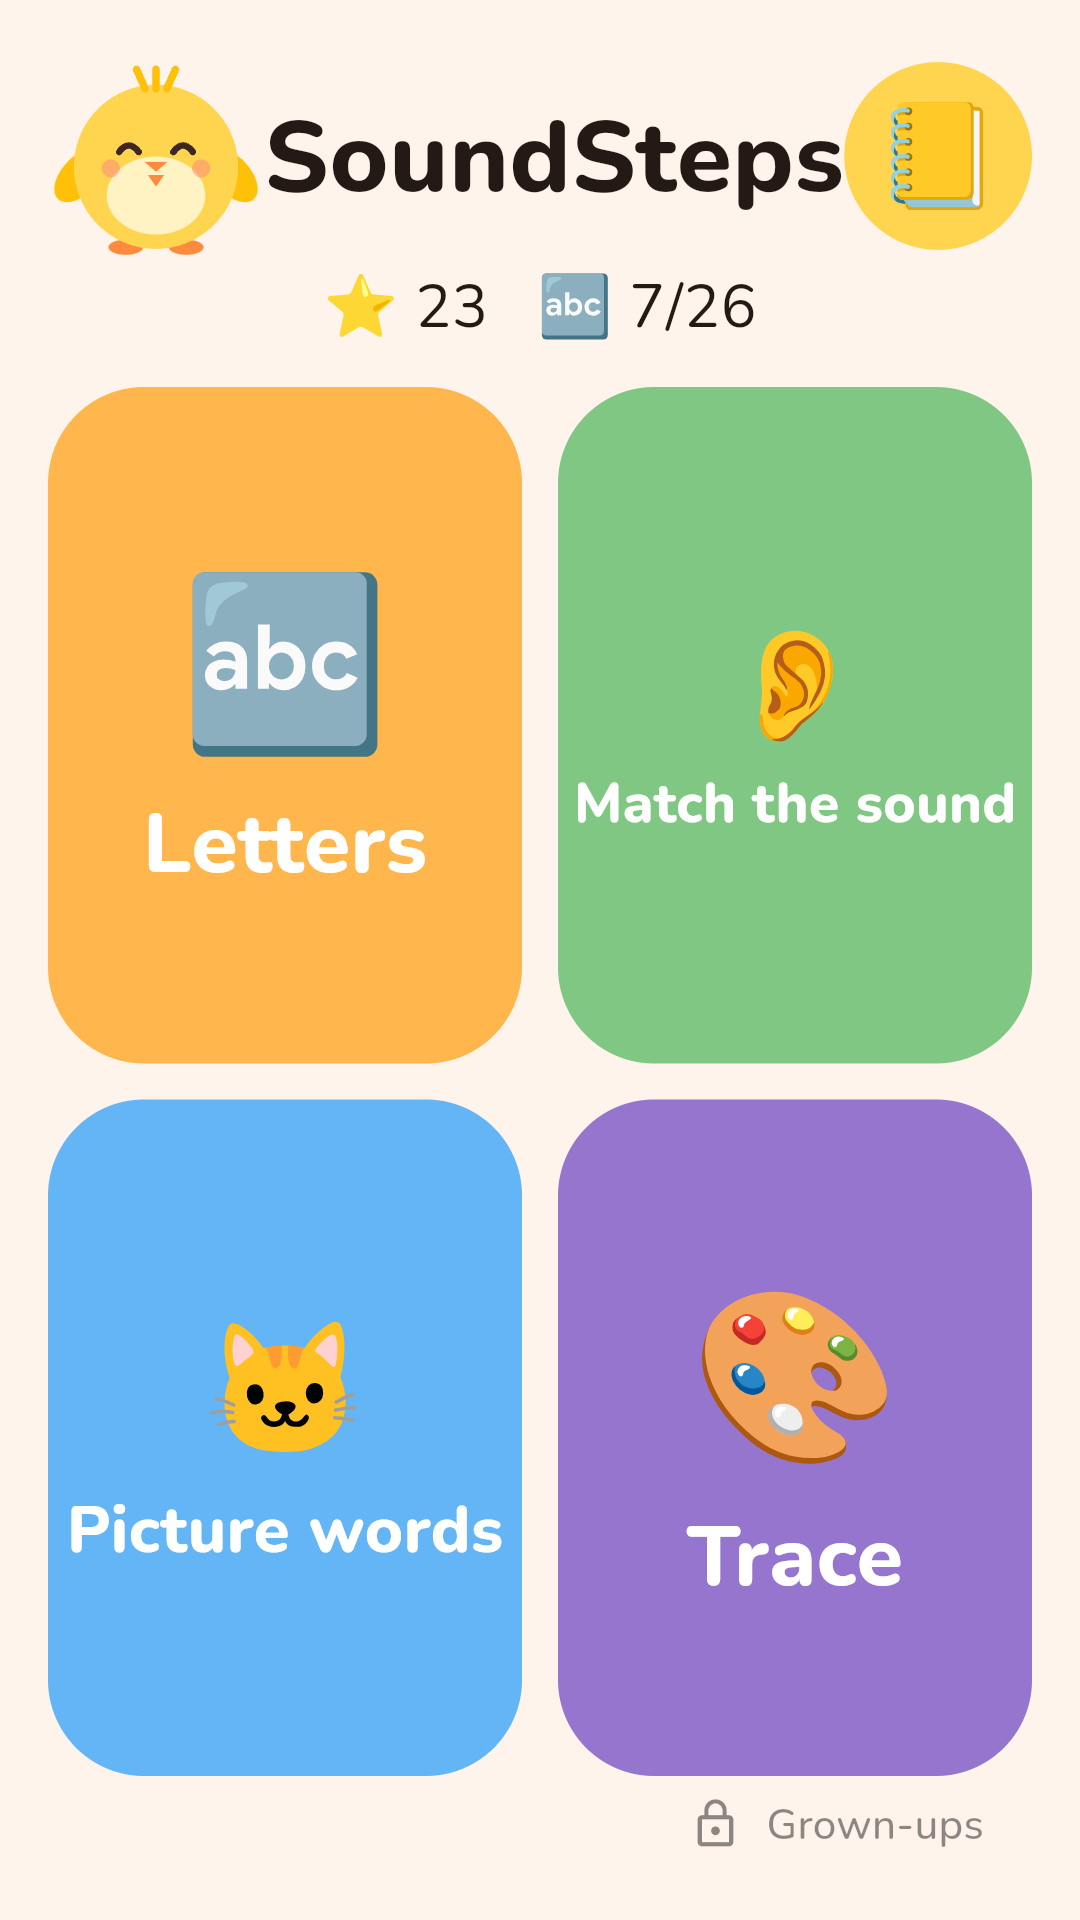 SoundSteps
⭐ 23 🔤 7/26
abc
Letters
Match the sound
Picture words
Trace
Grown-ups